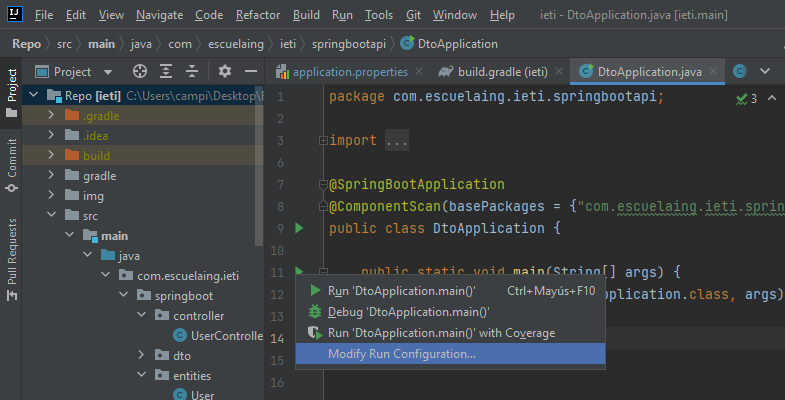 File Edit View Navigate Code Refactor Build Run Tools Git Window Help ieti - DtoApplication.java [ieti.main]
Repo src main java com escuelaing ieti springbootapi DtoApplication
Project
application.properties build.gradle (ieti) DtoApplication.java
Project
Commit
Pull Requests
Repo [ieti] C:\Users\campi\Desktop\
.gradle
.idea
build
gradle
img
src
main
java
com.escuelaing.ieti
springboot
controller
UserControlle
dto
entities
User
1 package com.escuelaing.ieti.springbootapi;
3
3 import ...
6
7 @SpringBootApplication
8 @ComponentScan(basePackages = {"com.escuelaing.ieti.sprin
9 public class DtoApplication {
10
11 public static void main(String[] args) {
pplication.class, args)
14
15
16
Run 'DtoApplication.main()' Ctrl+Mayús+F10
Debug 'DtoApplication.main()'
Run 'DtoApplication.main()' with Coverage
Modify Run Configuration...